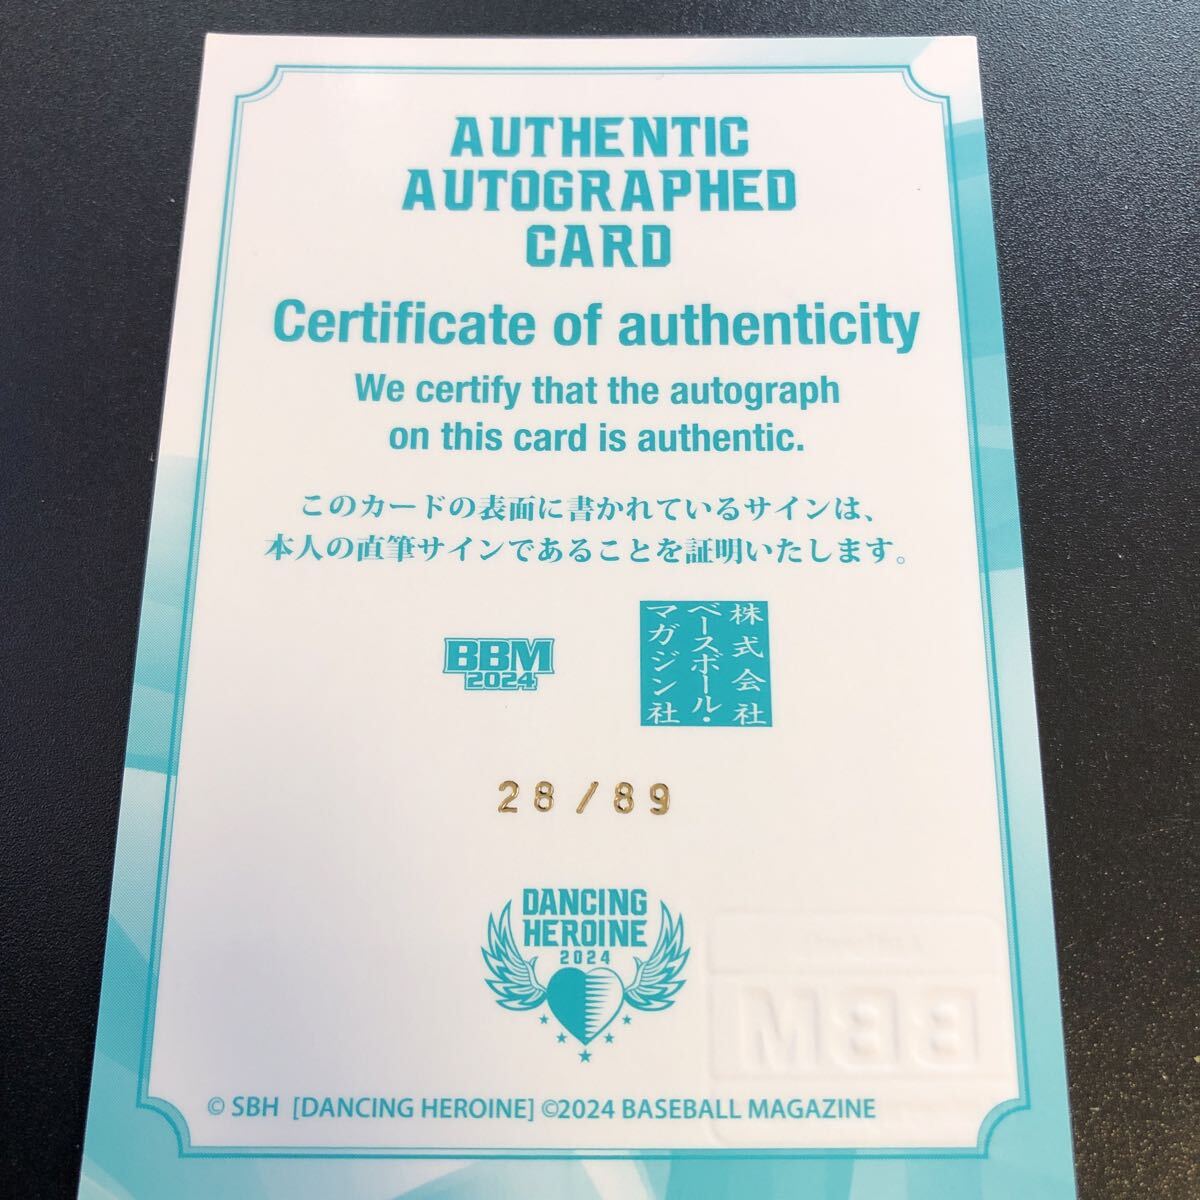 AUTHENTIC
AUTOGRAPHED
CARD
Certificate of authenticity
We certify that the autograph
on this card is authentic.
このカードの表面に書かれているサインは、
本人の直筆サインであることを証明いたします。
BBM
2024
株式会社
ベースボール・
マガジン社
28/89
DANCING
HEROINE
2024
BBM
© SBH [DANCING HEROINE] ©2024 BASEBALL MAGAZINE